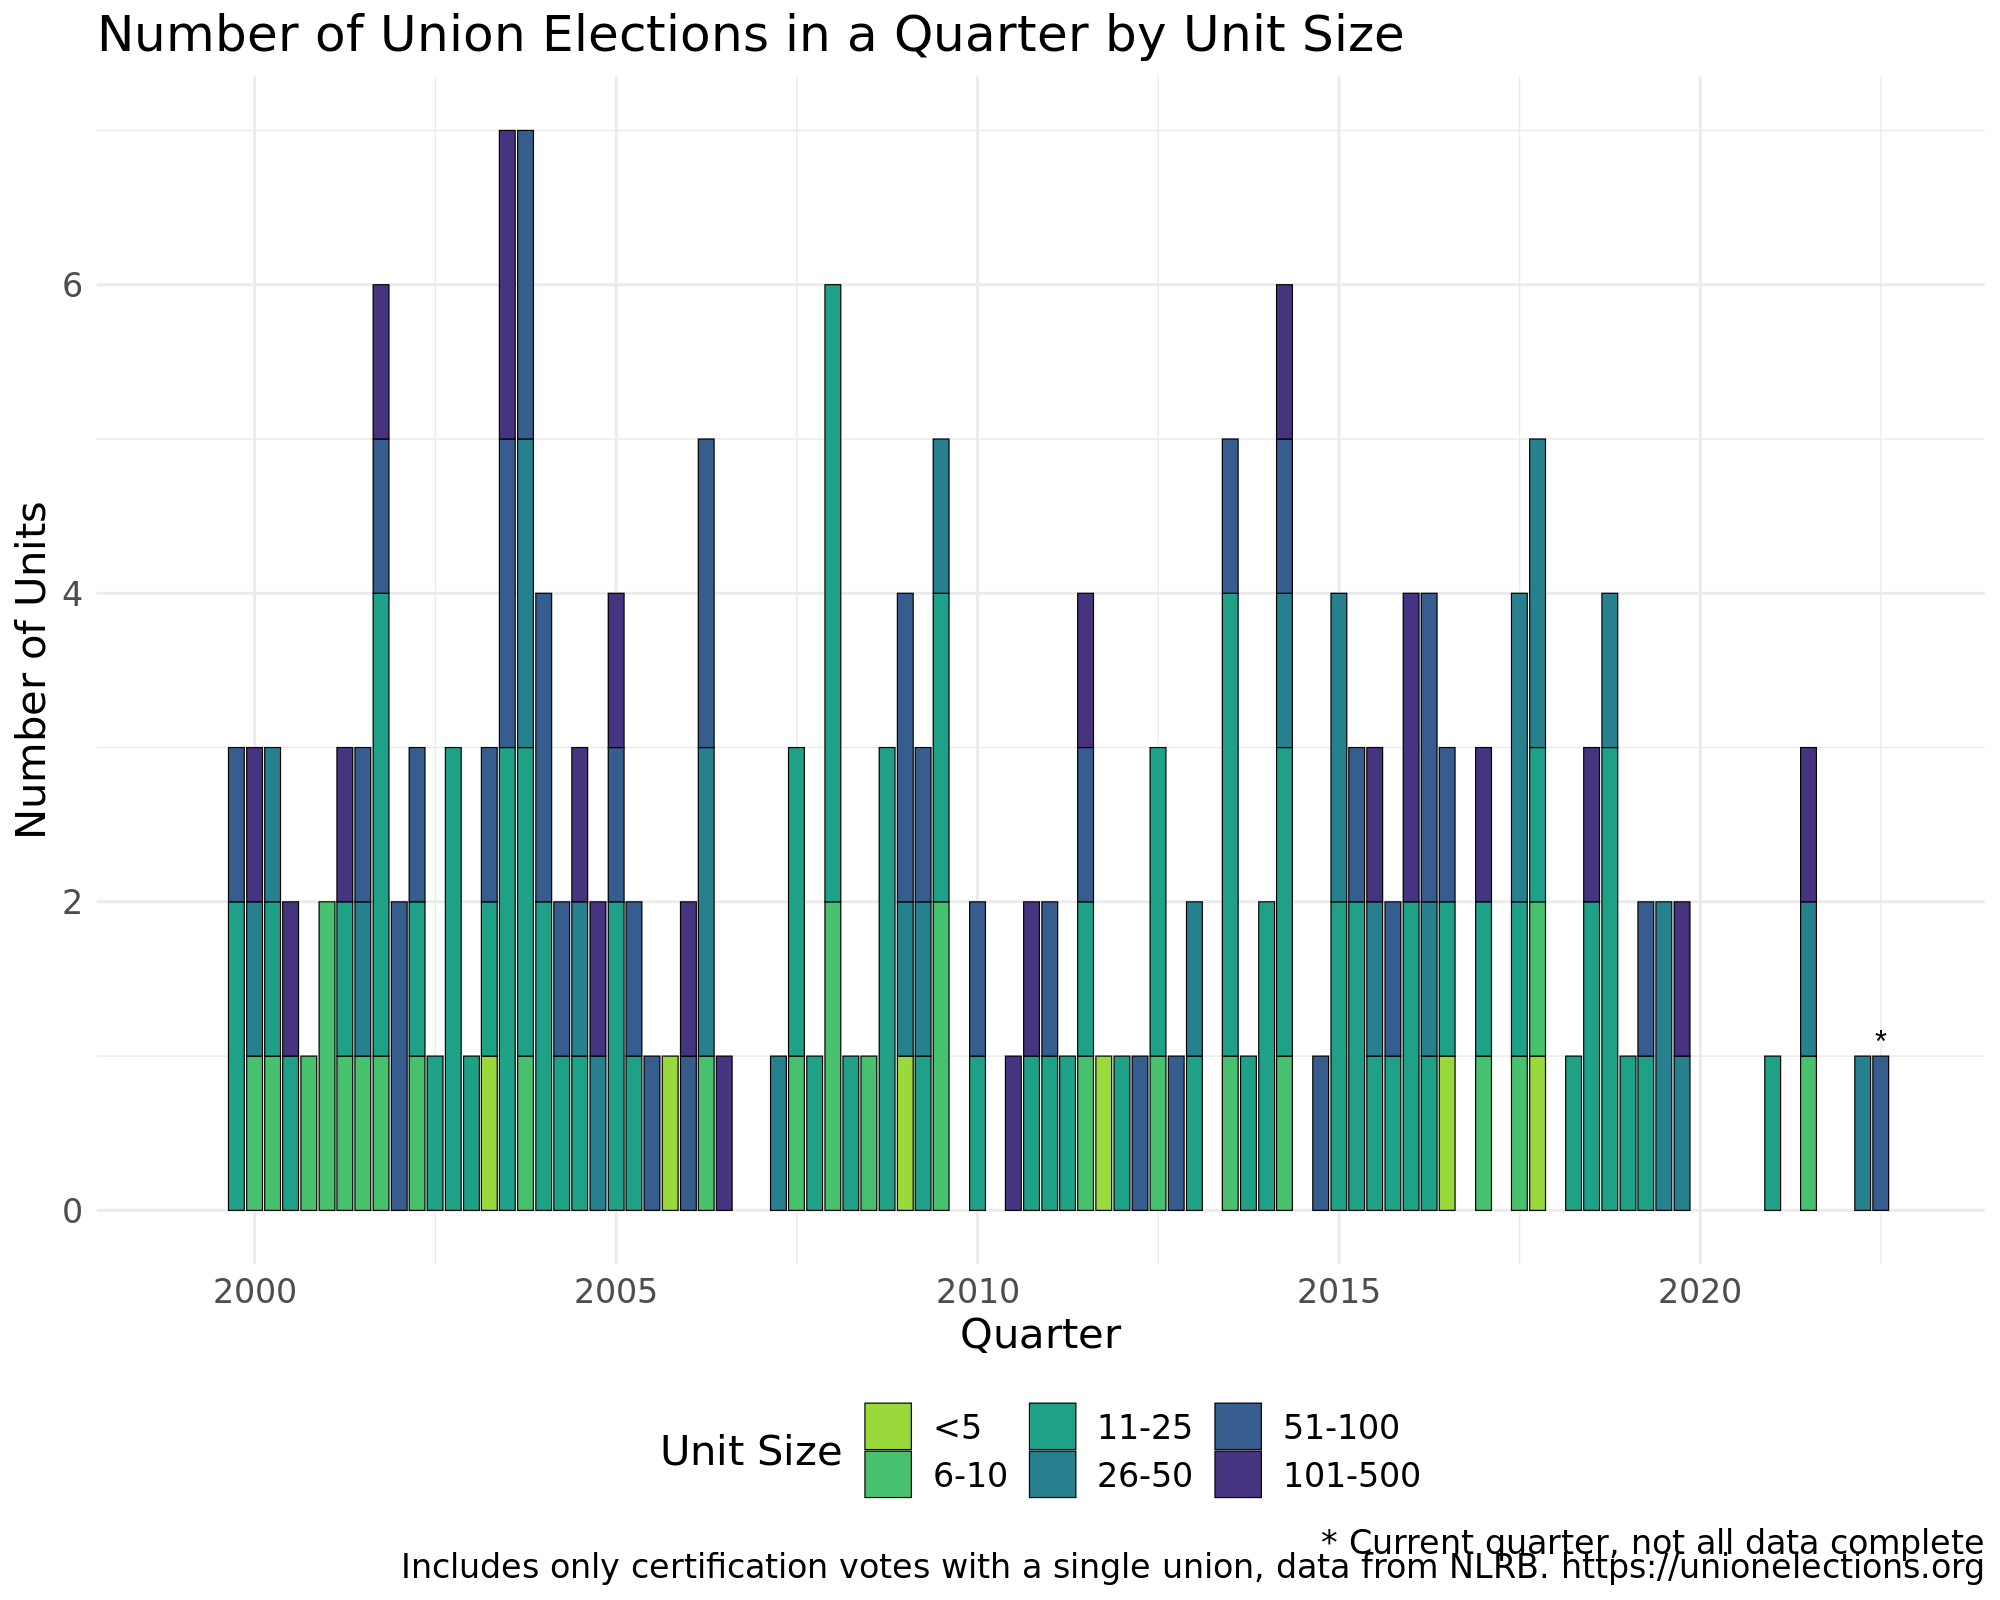 Number of Union Elections in a Quarter by Unit Size
Number of Units
6
4
2
0
*
2000 2005 2010 2015 2020
Quarter
Unit Size
<5 11-25 51-100
6-10 26-50 101-500
* Current quarter, not all data complete
Includes only certification votes with a single union, data from NLRB. https://unionelections.org